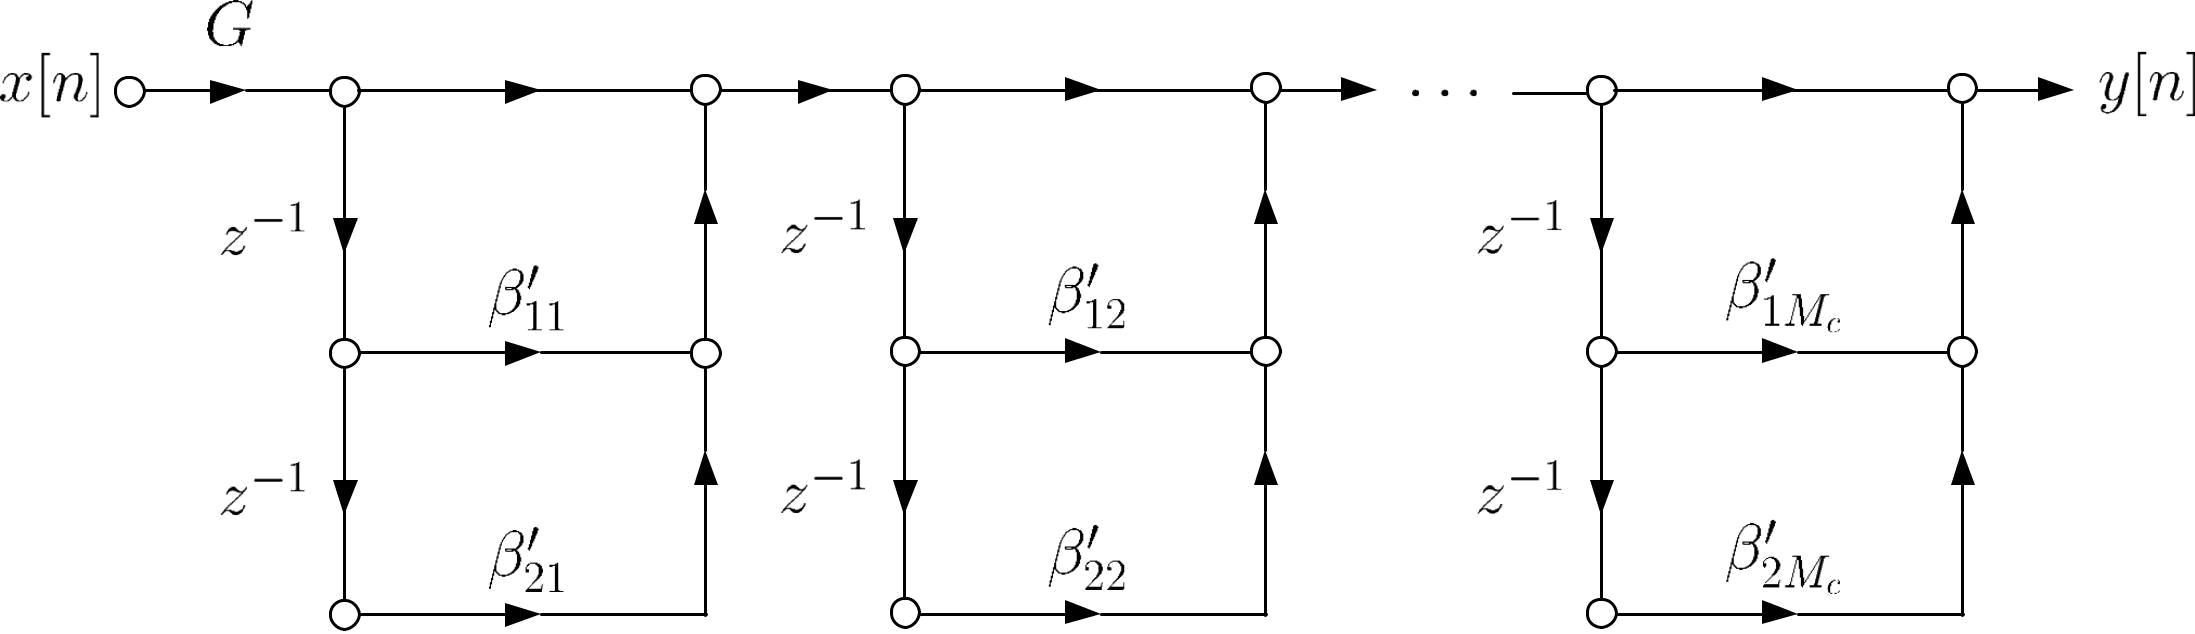 G
x[n] · · · y[n]
z⁻¹ z⁻¹ z⁻¹
β′₁₁ β′₁₂ β′₁M_c
z⁻¹ z⁻¹ z⁻¹
β′₂₁ β′₂₂ β′₂M_c